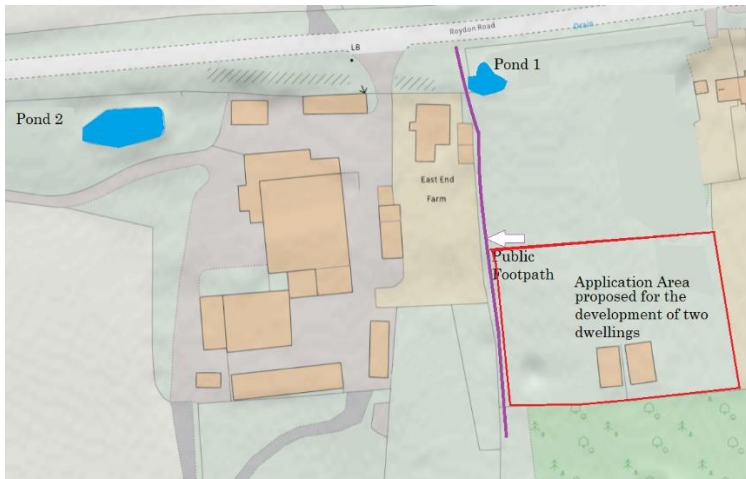 Roydon Road
Drain
LB
Pond 1
Pond 2
East End
Farm
Public
Footpath
Application Area
proposed for the
development of two
dwellings